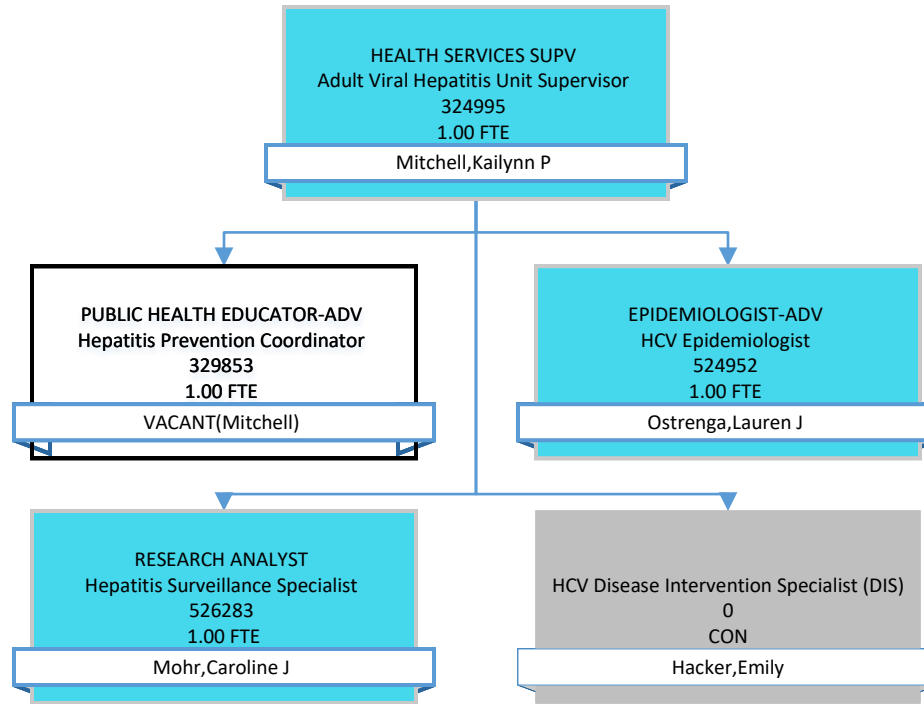 HEALTH SERVICES SUPV
Adult Viral Hepatitis Unit Supervisor
324995
1.00 FTE
Mitchell,Kailynn P
PUBLIC HEALTH EDUCATOR-ADV
Hepatitis Prevention Coordinator
329853
1.00 FTE
VACANT(Mitchell)
EPIDEMIOLOGIST-ADV
HCV Epidemiologist
524952
1.00 FTE
Ostrenga,Lauren J
RESEARCH ANALYST
Hepatitis Surveillance Specialist
526283
1.00 FTE
Mohr,Caroline J
HCV Disease Intervention Specialist (DIS)
0
CON
Hacker,Emily